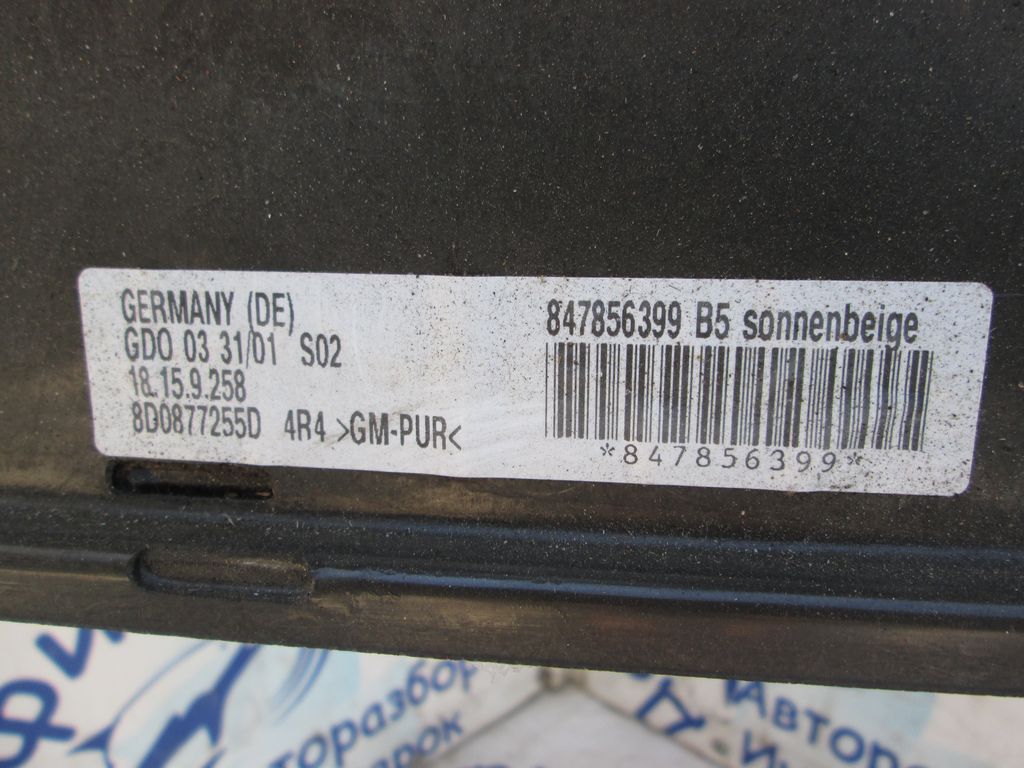 GERMANY (DE)
GDO 03 31/01 S02
18.15.9.258
8D0877255D 4R4 >GM-PUR<
847856399 B5 sonnenbeige
*847856399*
Авторо